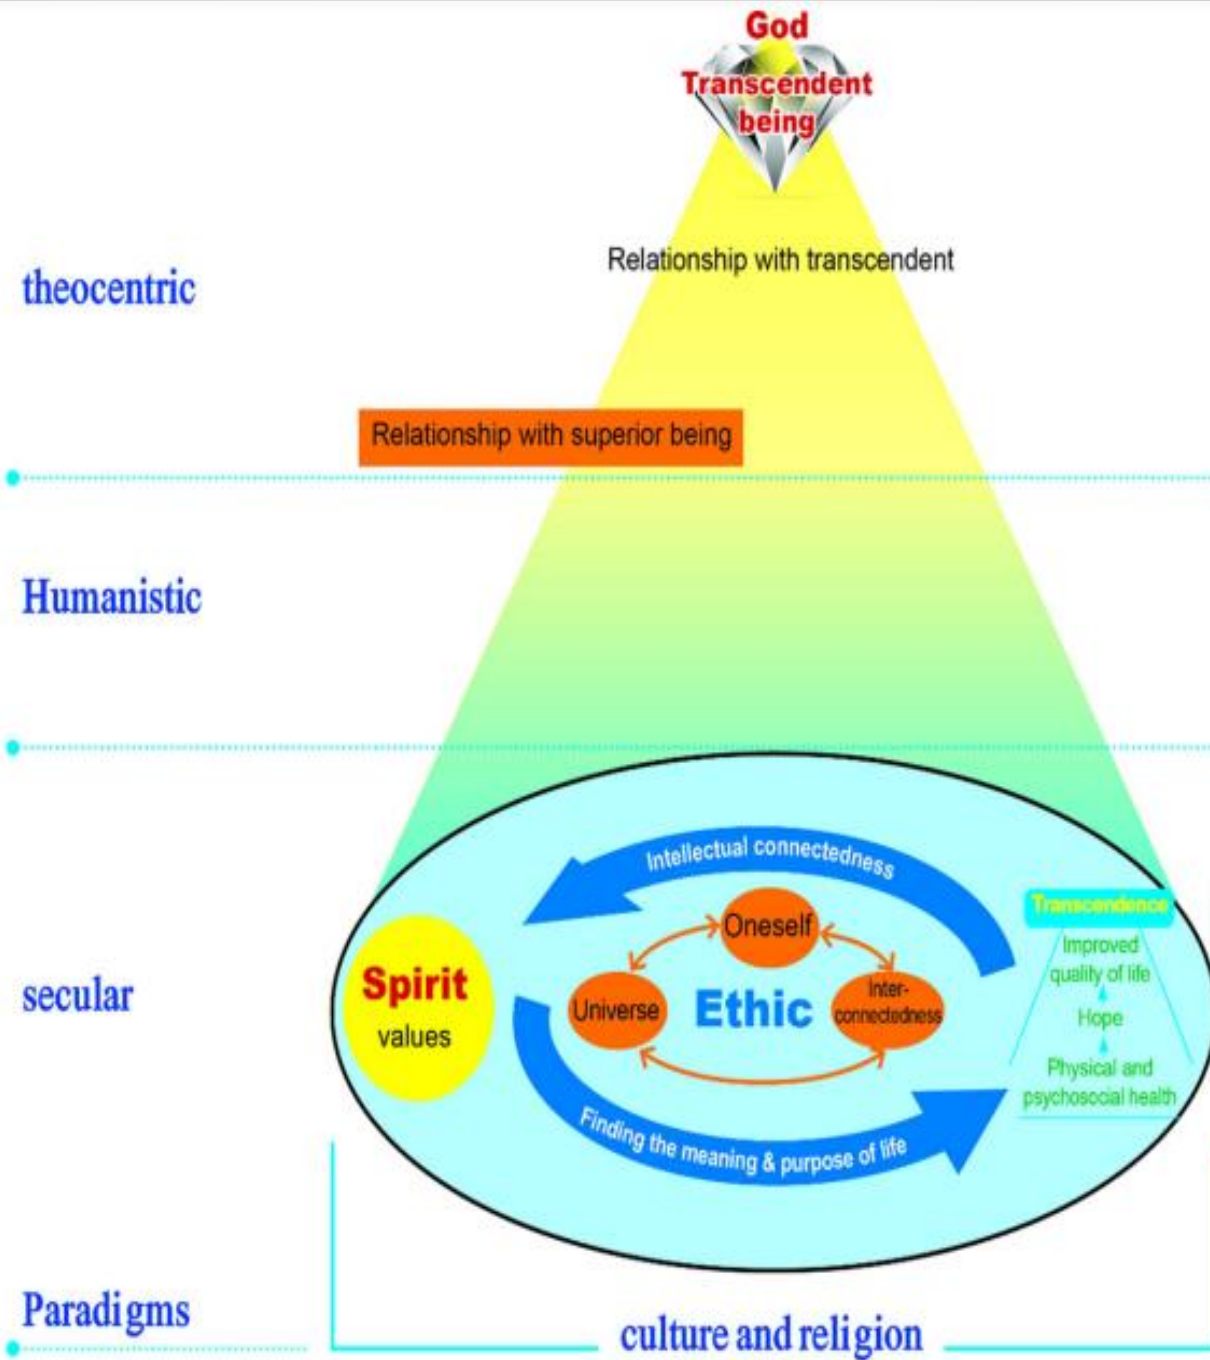 God
Transcendent
being
Relationship with transcendent
theocentric
Relationship with superior being
Humanistic
Intellectual connectedness
Oneself
Transcendence
Improved
quality of life
secular
Spirit
values
Universe
Ethic
Inter-
connectedness
Hope
Physical and
psychosocial health
Finding the meaning & purpose of life
Paradigms
culture and religion